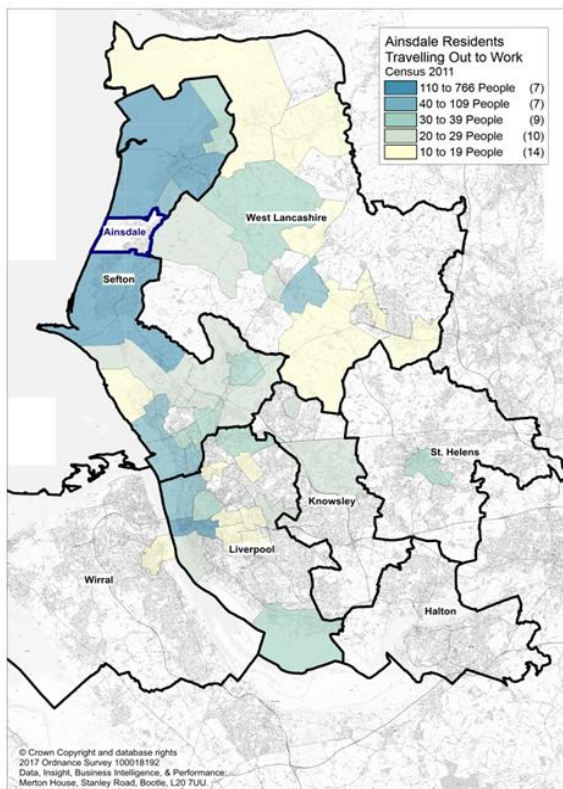 Ainsdale Residents
Travelling Out to Work
Census 2011
110 to 766 People (7)
40 to 109 People (7)
30 to 39 People (9)
20 to 29 People (10)
10 to 19 People (14)
West Lancashire
Ainsdale
Sefton
St. Helens
Knowsley
Liverpool
Wirral
Halton
© Crown Copyright and database rights
2017 Ordnance Survey 100018192
Data, Insight, Business Intelligence, & Performance,
Merton House, Stanley Road, Bootle, L20 7UU.